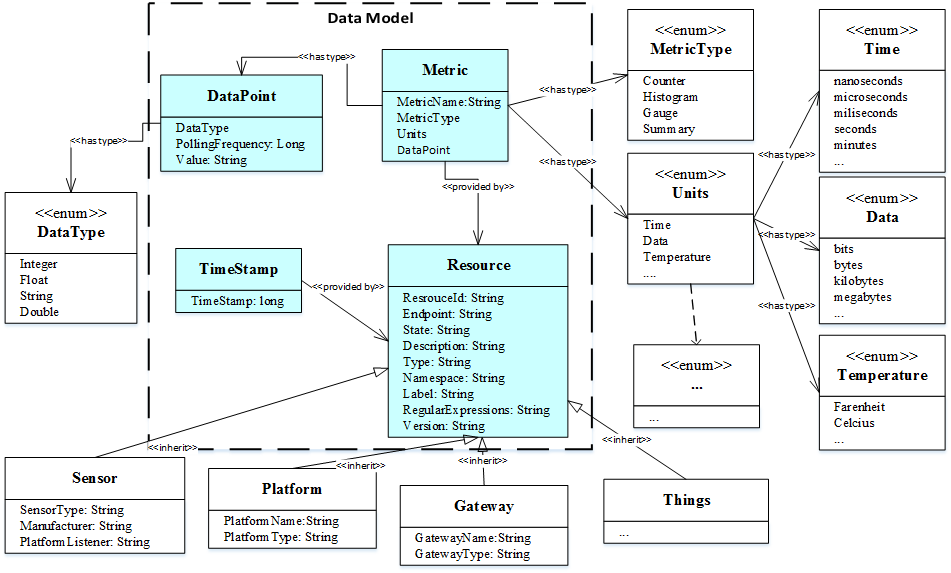 Data Model
<<enum>>
MetricType
Counter
Histogram
Gauge
Summary
<<enum>>
Time
nanoseconds
microseconds
miliseconds
seconds
minutes
...
<<has type>>
Metric
MetricName:String
MetricType
Units
DataPoint
DataPoint
DataType
PollingFrequency: Long
Value: String
<<has type>>
<<has type>>
<<has type>>
<<has type>>
<<enum>>
Units
Time
Data
Temperature
....
<<enum>>
Data
bits
bytes
kilobytes
megabytes
...
<<provided by>>
<<enum>>
DataType
Integer
Float
String
Double
<<has type>>
TimeStamp
TimeStamp: long
<<provided by>>
Resource
ResrouceId: String
Endpoint: String
State: String
Description: String
Type: String
Namespace: String
Label: String
RegularExpressions: String
Version: String
<<has type>>
<<enum>>
...
...
<<enum>>
Temperature
Farenheit
Celcius
...
<<inherit>>
<<inherit>>
<<inherit>>
<<inherit>>
Sensor
SensorType: String
Manufacturer: String
PlatformListener: String
Platform
PlatformName:String
PlatformType: String
Gateway
GatewayName:String
GatewayType: String
Things
...